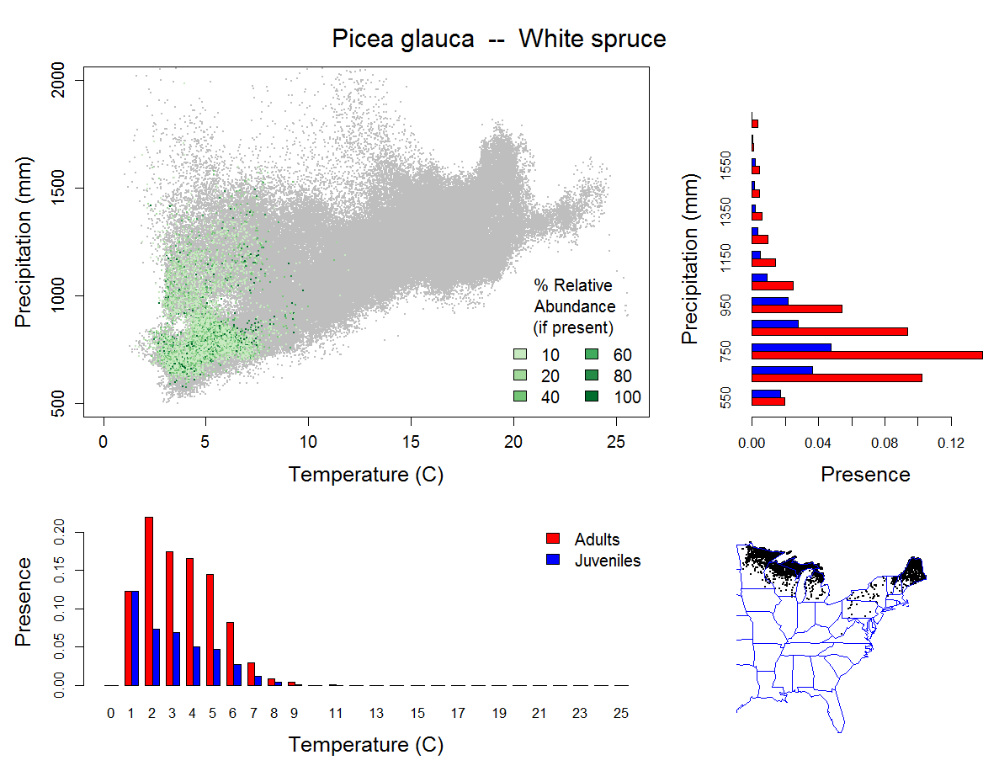 Picea glauca -- White spruce
Precipitation (mm)
2000
1500
1000
500
0 5 10 15 20 25
Temperature (C)
% Relative
Abundance
(if present)
10 60
20 80
40 100
Precipitation (mm)
1550
1350
1150
950
750
550
0.00 0.04 0.08 0.12
Presence
Presence
0.20
0.15
0.10
0.05
0.00
0 1 2 3 4 5 6 7 8 9 11 13 15 17 19 21 23 25
Temperature (C)
Adults
Juveniles